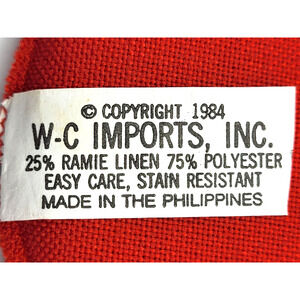 © COPYRIGHT 1984
W-C IMPORTS, INC.
25% RAMIE LINEN 75% POLYESTER
EASY CARE, STAIN RESISTANT
MADE IN THE PHILIPPINES